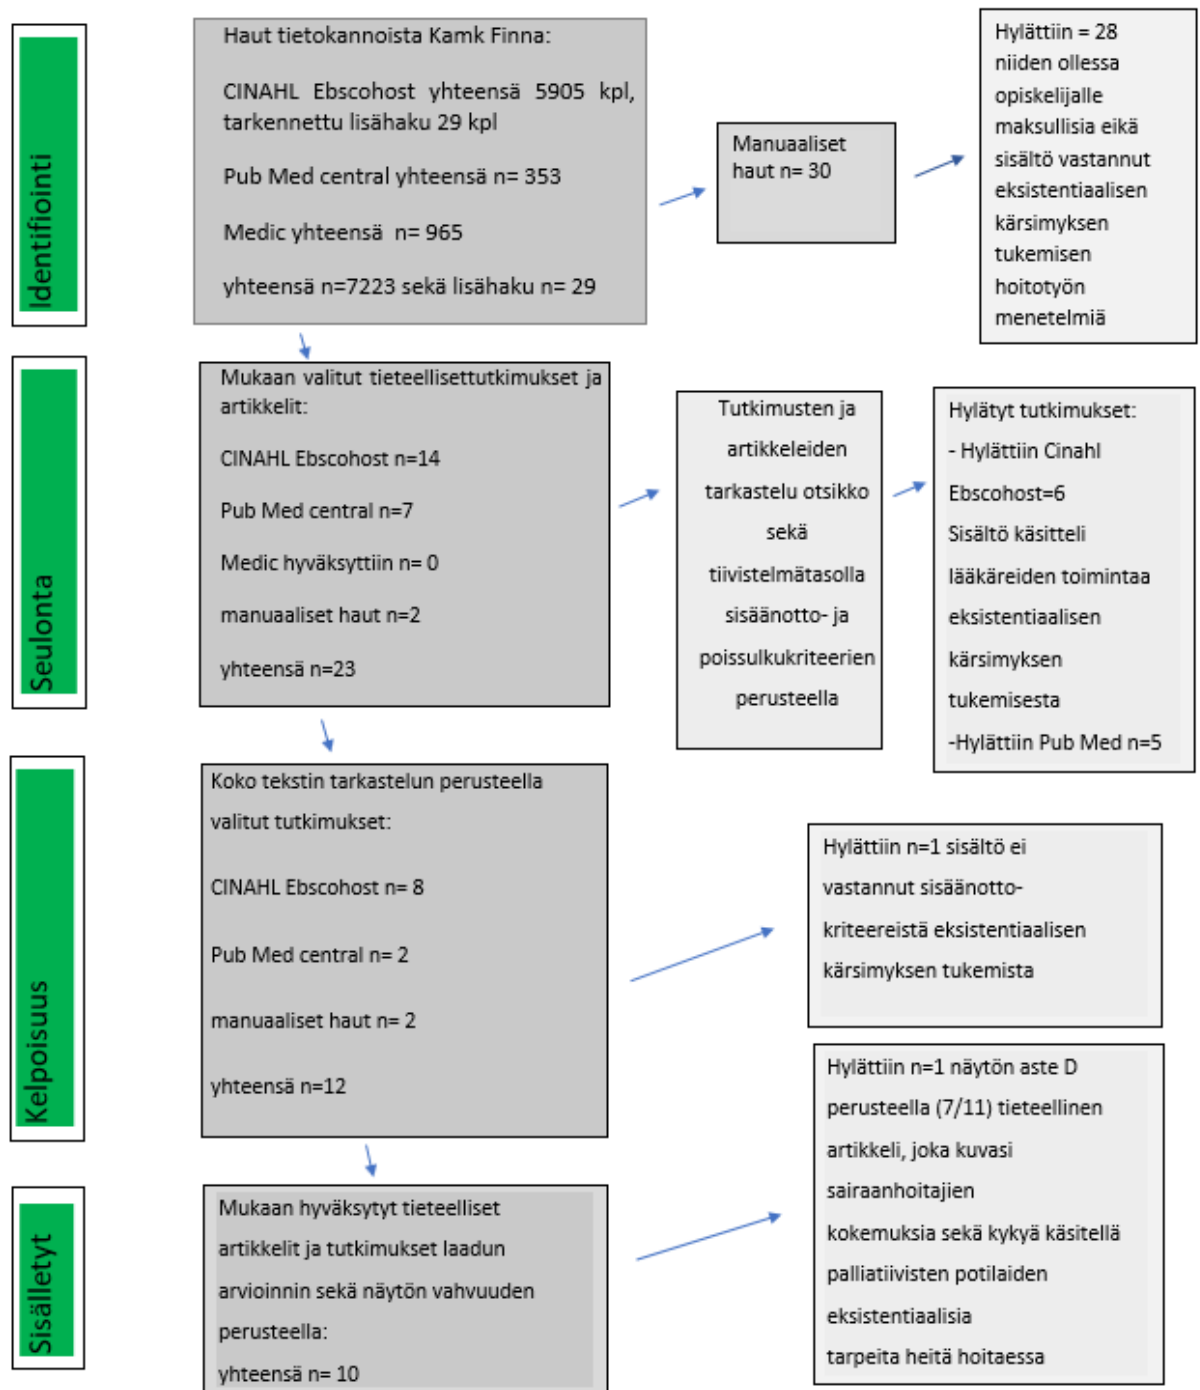 Identifiointi
Haut tietokannoista Kamk Finna:
CINAHL Ebscohost yhteensä 5905 kpl,
tarkennettu lisähaku 29 kpl
Pub Med central yhteensä n= 353
Medic yhteensä n= 965
yhteensä n=7223 sekä lisähaku n= 29
Manuaaliset
haut n= 30
Hylättiin = 28
niiden ollessa
opiskelijalle
maksullisia eikä
sisältö vastannut
eksistentiaalisen
kärsimyksen
tukemisen
hoitotyön
menetelmiä
Seulonta
Mukaan valitut tieteellisettutkimukset ja
artikkelit:
CINAHL Ebscohost n=14
Pub Med central n=7
Medic hyväksyttiin n= 0
manuaaliset haut n=2
yhteensä n=23
Tutkimusten ja
artikkeleiden
tarkastelu otsikko
sekä
tiivistelmätasolla
sisäänotto- ja
poissulkukriteerien
perusteella
Hylätyt tutkimukset:
- Hylättiin Cinahl
Ebscohost=6
Sisältö käsitteli
lääkäreiden toimintaa
eksistentiaalisen
kärsimyksen
tukemisesta
-Hylättiin Pub Med n=5
Kelpoisuus
Koko tekstin tarkastelun perusteella
valitut tutkimukset:
CINAHL Ebscohost n= 8
Pub Med central n= 2
manuaaliset haut n= 2
yhteensä n=12
Hylättiin n=1 sisältö ei
vastannut sisäänotto-
kriteereistä eksistentiaalisen
kärsimyksen tukemista
Sisälletyt
Mukaan hyväksytyt tieteelliset
artikkelit ja tutkimukset laadun
arvioinnin sekä näytön vahvuuden
perusteella:
yhteensä n= 10
Hylättiin n=1 näytön aste D
perusteella (7/11) tieteellinen
artikkeli, joka kuvasi
sairaanhoitajien
kokemuksia sekä kykyä käsitellä
palliatiivisten potilaiden
eksistentiaalisia
tarpeita heitä hoitaessa